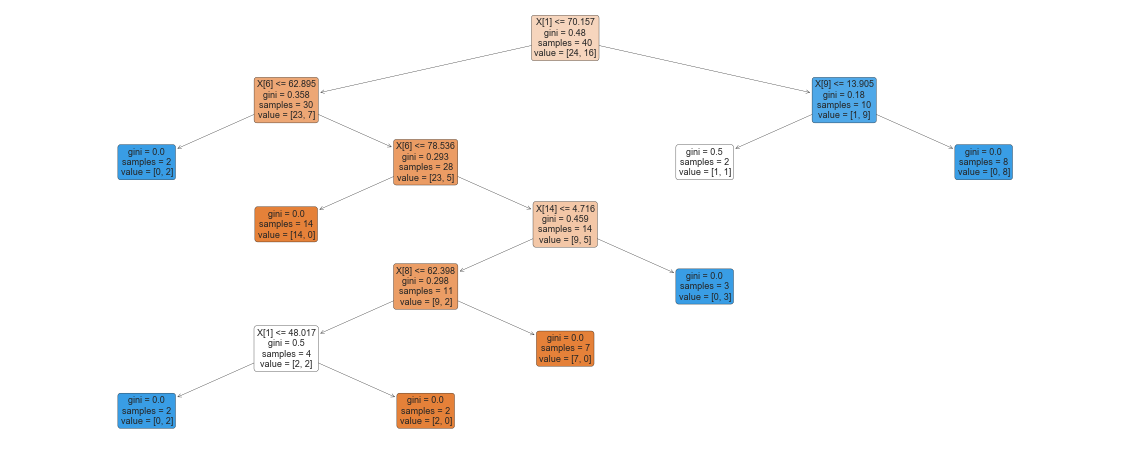 X[1] <= 70.157
gini = 0.48
samples = 40
value = [24, 16]
X[6] <= 62.895
gini = 0.358
samples = 30
value = [23, 7]
X[9] <= 13.905
gini = 0.18
samples = 10
value = [1, 9]
gini = 0.0
samples = 2
value = [0, 2]
X[6] <= 78.536
gini = 0.293
samples = 28
value = [23, 5]
gini = 0.5
samples = 2
value = [1, 1]
gini = 0.0
samples = 8
value = [0, 8]
gini = 0.0
samples = 14
value = [14, 0]
X[14] <= 4.716
gini = 0.459
samples = 14
value = [9, 5]
X[8] <= 62.398
gini = 0.298
samples = 11
value = [9, 2]
gini = 0.0
samples = 3
value = [0, 3]
X[1] <= 48.017
gini = 0.5
samples = 4
value = [2, 2]
gini = 0.0
samples = 7
value = [7, 0]
gini = 0.0
samples = 2
value = [0, 2]
gini = 0.0
samples = 2
value = [2, 0]